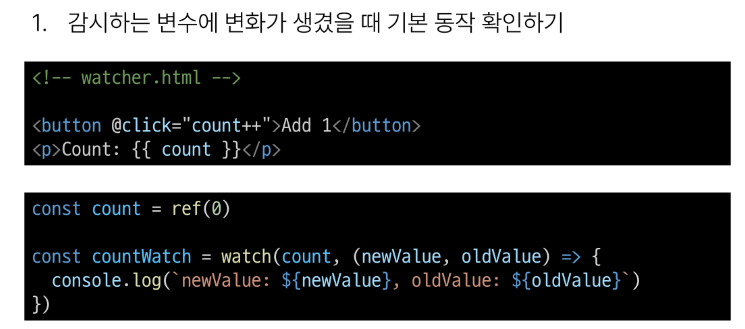 1. 감시하는 변수에 변화가 생겼을 때 기본 동작 확인하기
<!-- watcher.html -->
<button @click="count++">Add 1</button>
<p>Count: {{ count }}</p>
const count = ref(0)
const countWatch = watch(count, (newValue, oldValue) => {
  console.log(`newValue: ${newValue}, oldValue: ${oldValue}`)
})